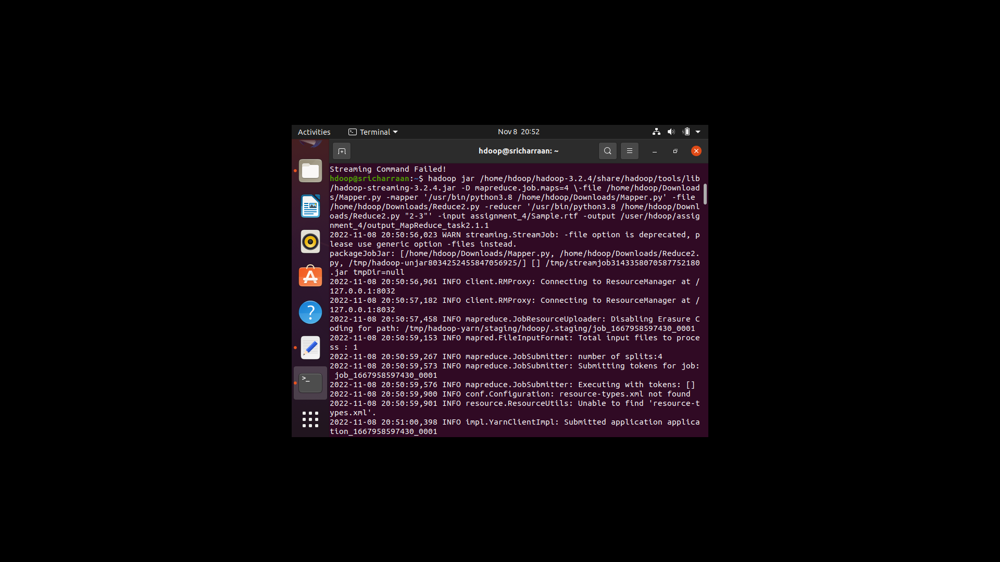 Activities Terminal Nov 8 20:52
hdoop@sricharraan: ~
Streaming Command Failed!
hdoop@sricharraan:~$ hadoop jar /home/hdoop/hadoop-3.2.4/share/hadoop/tools/lib
/hadoop-streaming-3.2.4.jar -D mapreduce.job.maps=4 \-file /home/hdoop/Download
s/Mapper.py -mapper '/usr/bin/python3.8 /home/hdoop/Downloads/Mapper.py' -file
/home/hdoop/Downloads/Reduce2.py -reducer '/usr/bin/python3.8 /home/hdoop/Downl
oads/Reduce2.py "2-3"' -input assignment_4/Sample.rtf -output /user/hdoop/assig
nment_4/output_MapReduce_task2.1.1
2022-11-08 20:50:56,023 WARN streaming.StreamJob: -file option is deprecated, p
lease use generic option -files instead.
packageJobJar: [/home/hdoop/Downloads/Mapper.py, /home/hdoop/Downloads/Reduce2.
py, /tmp/hadoop-unjar8034252455847056925/] [] /tmp/streamjob3143358070587752180
.jar tmpDir=null
2022-11-08 20:50:56,961 INFO client.RMProxy: Connecting to ResourceManager at /
127.0.0.1:8032
2022-11-08 20:50:57,182 INFO client.RMProxy: Connecting to ResourceManager at /
127.0.0.1:8032
2022-11-08 20:50:57,458 INFO mapreduce.JobResourceUploader: Disabling Erasure C
oding for path: /tmp/hadoop-yarn/staging/hdoop/.staging/job_1667958597430_0001
2022-11-08 20:50:59,153 INFO mapred.FileInputFormat: Total input files to proce
ss : 1
2022-11-08 20:50:59,267 INFO mapreduce.JobSubmitter: number of splits:4
2022-11-08 20:50:59,573 INFO mapreduce.JobSubmitter: Submitting tokens for job:
 job_1667958597430_0001
2022-11-08 20:50:59,576 INFO mapreduce.JobSubmitter: Executing with tokens: []
2022-11-08 20:50:59,900 INFO conf.Configuration: resource-types.xml not found
2022-11-08 20:50:59,901 INFO resource.ResourceUtils: Unable to find 'resource-t
ypes.xml'.
2022-11-08 20:51:00,398 INFO impl.YarnClientImpl: Submitted application applica
tion_1667958597430_0001